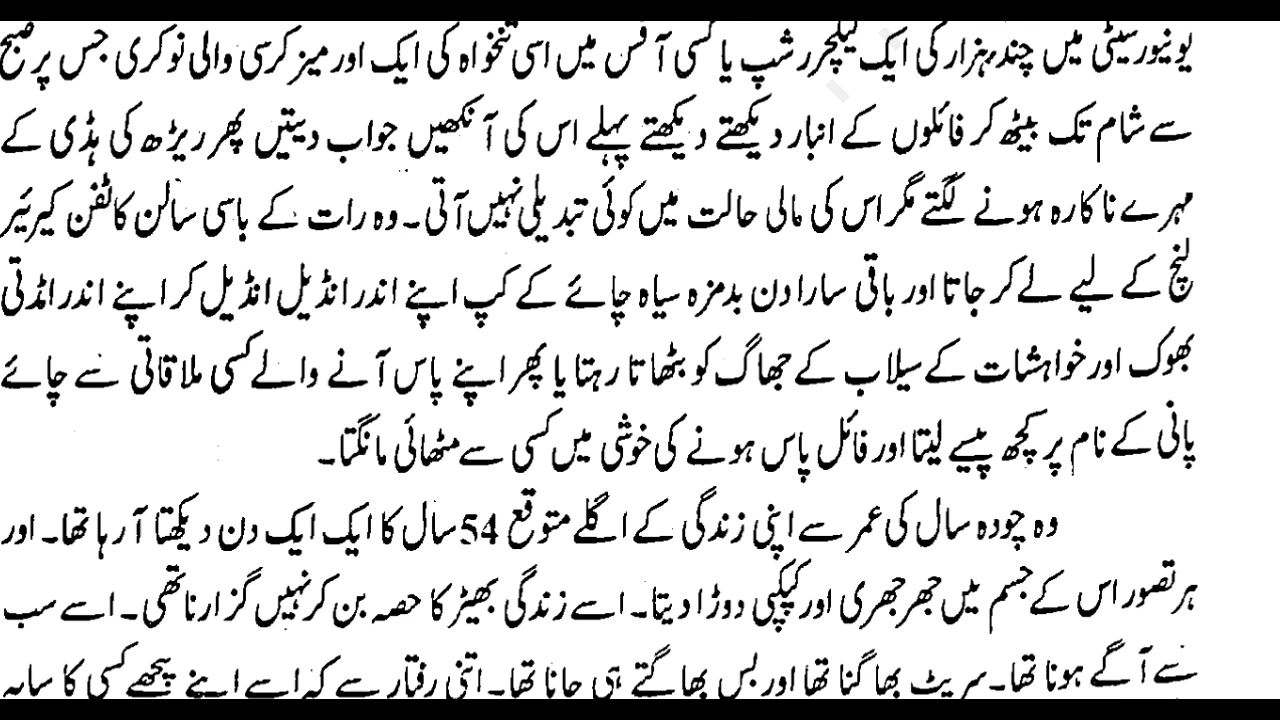 یونیورسیٹی میں چند ہزار کی ایک لیکچرر شپ یا کسی آفس میں اسی تنخواہ کی ایک اور میز کرسی والی نوکری جس پر صبح
سے شام تک بیٹھ کر فائلوں کے انبار دیکھتے دیکھتے پہلے اس کی آنکھیں جواب دیتیں پھر ریڑھ کی ہڈی کے
مہرے ناکارہ ہونے لگتے مگر اس کی مالی حالت میں کوئی تبدیلی نہیں آتی۔ وہ رات کے باسی سالن کا ٹفن کیرئیر
لنچ کے لیے لے کر جاتا اور باقی سارا دن بدمزہ سیاہ چائے کے کپ اپنے اندر انڈیل انڈیل کر اپنے اندر انڈتی
بھوک اور خواہشات کے سیلاب کے جھاگ کو بٹھاتا رہتا یا پھر اپنے پاس آنے والے کسی ملاقاتی سے چائے
پانی کے نام پر کچھ پیسے لیتا اور فائل پاس ہونے کی خوشی میں کسی سے مٹھائی مانگتا۔
وہ چودہ سال کی عمر سے اپنی زندگی کے اگلے متوقع 54 سال کا ایک ایک دن دیکھتا آ رہا تھا۔ اور
ہر تصور اس کے جسم میں جھرجھری اور کپکپی دوڑا دیتا۔ اسے زندگی بھیڑ کا حصہ بن کر نہیں گزارنا تھی۔ اسے سب
سے آگے ہونا تھا۔ سرپٹ بھاگنا تھا اور بس بھاگتے ہی جانا تھا۔ اتنی رفتار سے کہ اسے اپنے پیچھے کسی کا سایہ